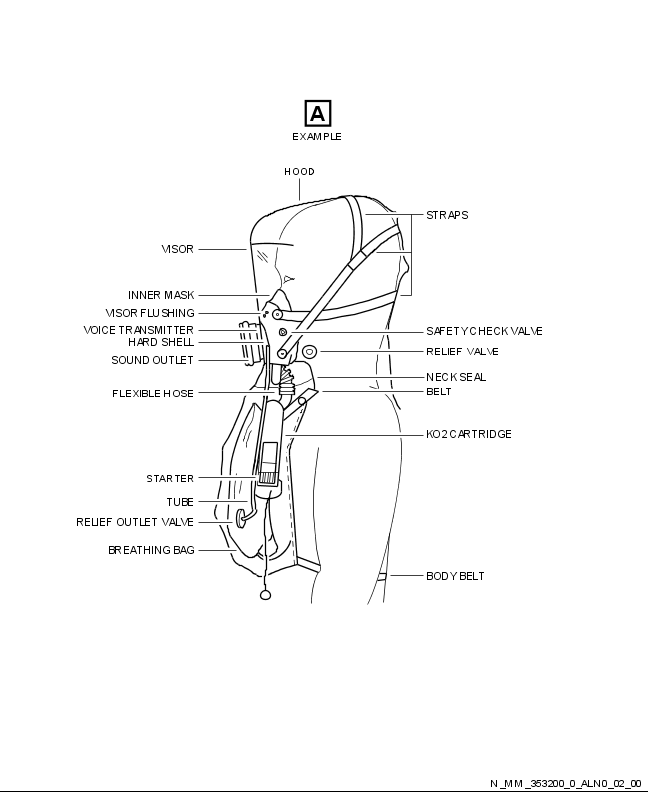 A
EXAMPLE
HOOD
STRAPS
VISOR
INNER MASK
VISOR FLUSHING
VOICE TRANSMITTER
HARD SHELL
SOUND OUTLET
FLEXIBLE HOSE
SAFETY CHECK VALVE
RELIEF VALVE
NECK SEAL
BELT
KO2 CARTRIDGE
STARTER
TUBE
RELIEF OUTLET VALVE
BREATHING BAG
BODY BELT
N_MM_353200_0_ALN0_02_00